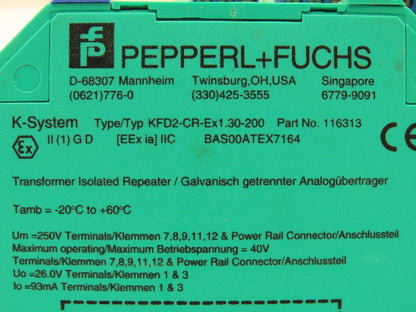 PEPPERL+FUCHS
D-68307 Mannheim Twinsburg,OH,USA Singapore
(0621)776-0 (330)425-3555 6779-9091
K-System Type/Typ KFD2-CR-Ex1.30-200 Part No. 116313
Ex II (1) G D [EEx ia] IIC BAS00ATEX7164 CE
Transformer Isolated Repeater / Galvanisch getrennter Analogübertrager
Tamb = -20°C to +60°C
Um =250V Terminals/Klemmen 7,8,9,11,12 & Power Rail Connector/Anschlussteil
Maximum operating/Maximum Betriebspannung = 40V
Terminals/Klemmen 7,8,9,11,12 & Power Rail Connector/Anschlussteil
Uo =26.0V Terminals/Klemmen 1 & 3
Io =93mA Terminals/Klemmen 1 & 3